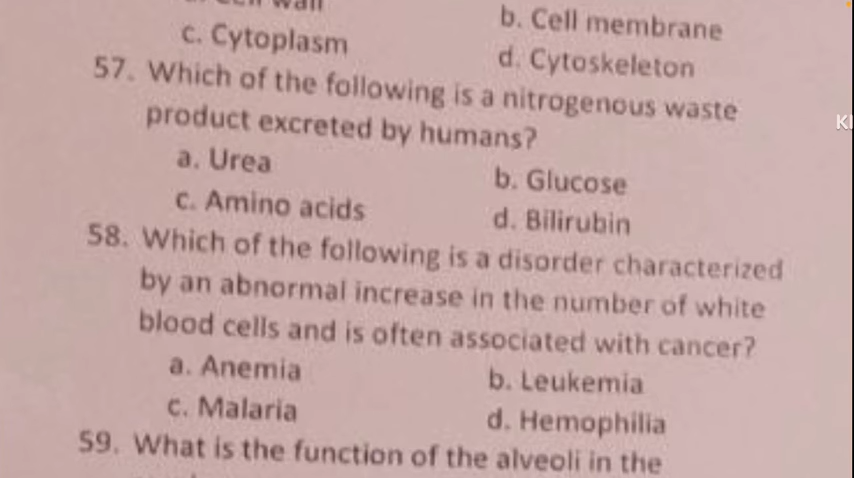 wall
b. Cell membrane
c. Cytoplasm
d. Cytoskeleton
57. Which of the following is a nitrogenous waste
product excreted by humans?
a. Urea
b. Glucose
c. Amino acids
d. Bilirubin
58. Which of the following is a disorder characterized
by an abnormal increase in the number of white
blood cells and is often associated with cancer?
a. Anemia
b. Leukemia
c. Malaria
d. Hemophilia
59. What is the function of the alveoli in the